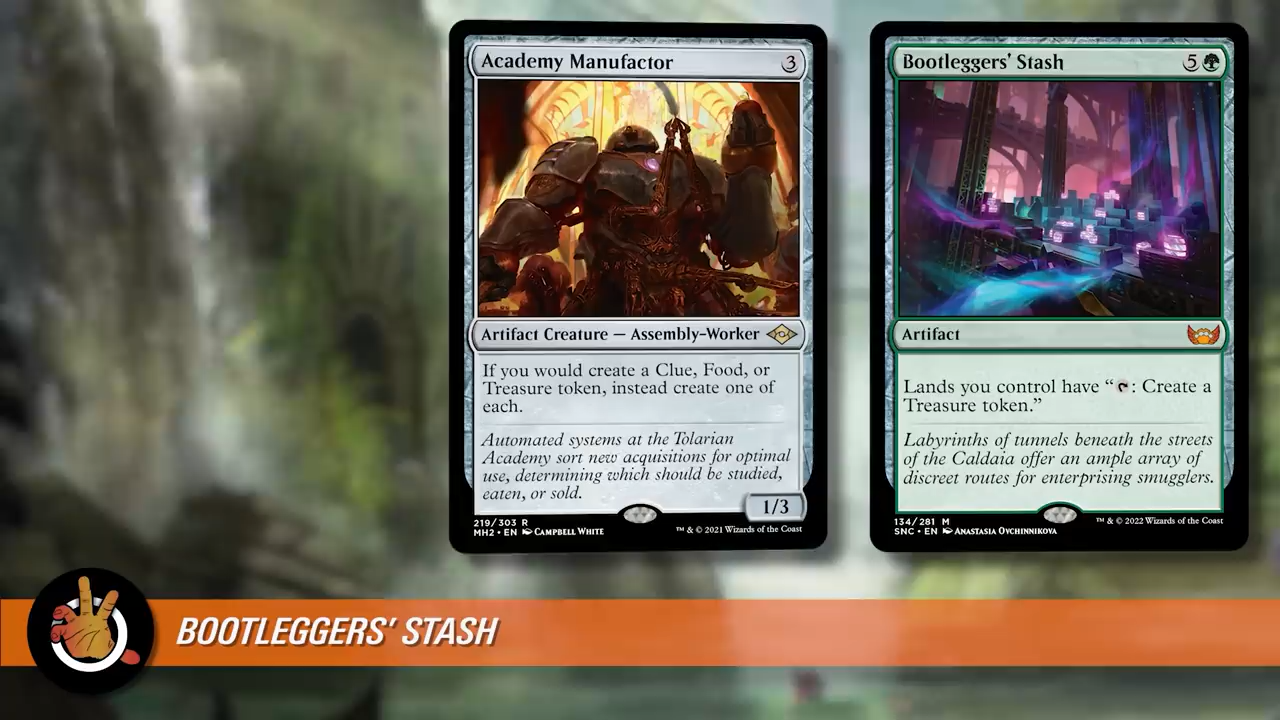 Academy Manufactor 3
Artifact Creature — Assembly-Worker
If you would create a Clue, Food, or
Treasure token, instead create one of
each.
Automated systems at the Tolarian
Academy sort new acquisitions for optimal
use, determining which should be studied,
eaten, or sold.
1/3
219/303 R
MH2 • EN CAMPBELL WHITE
™ & © 2021 Wizards of the Coast
Bootleggers' Stash 5
Artifact
Lands you control have “: Create a
Treasure token.”
Labyrinths of tunnels beneath the streets
of the Caldaia offer an ample array of
discreet routes for enterprising smugglers.
134/281 M
SNC • EN ANASTASIA OVCHINNIKOVA
™ & © 2022 Wizards of the Coast
BOOTLEGGERS' STASH